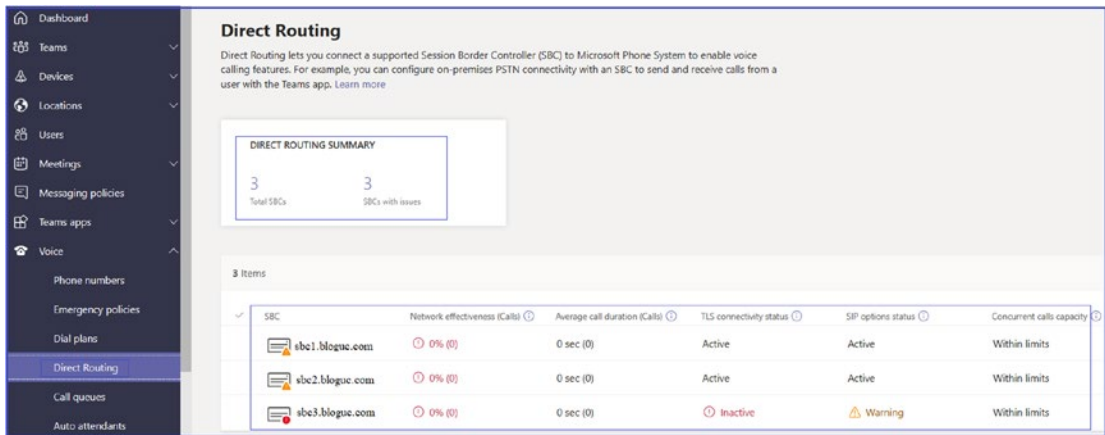 Dashboard
Teams
Devices
Locations
Users
Meetings
Messaging policies
Teams apps
Voice
Phone numbers
Emergency policies
Dial plans
Direct Routing
Call queues
Auto attendants
Direct Routing
Direct Routing lets you connect a supported Session Border Controller (SBC) to Microsoft Phone System to enable voice
calling features. For example, you can configure on-premises PSTN connectivity with an SBC to send and receive calls from a
user with the Teams app. Learn more
DIRECT ROUTING SUMMARY
3 3
Total SBCs SBCs with issues
3 Items
SBC Network effectiveness (Calls) Average call duration (Calls) TLS connectivity status SIP options status Concurrent calls capacity
sbc1.blogue.com 0% (0) 0 sec (0) Active Active Within limits
sbc2.blogue.com 0% (0) 0 sec (0) Active Active Within limits
sbc3.blogue.com 0% (0) 0 sec (0) Inactive Warning Within limits